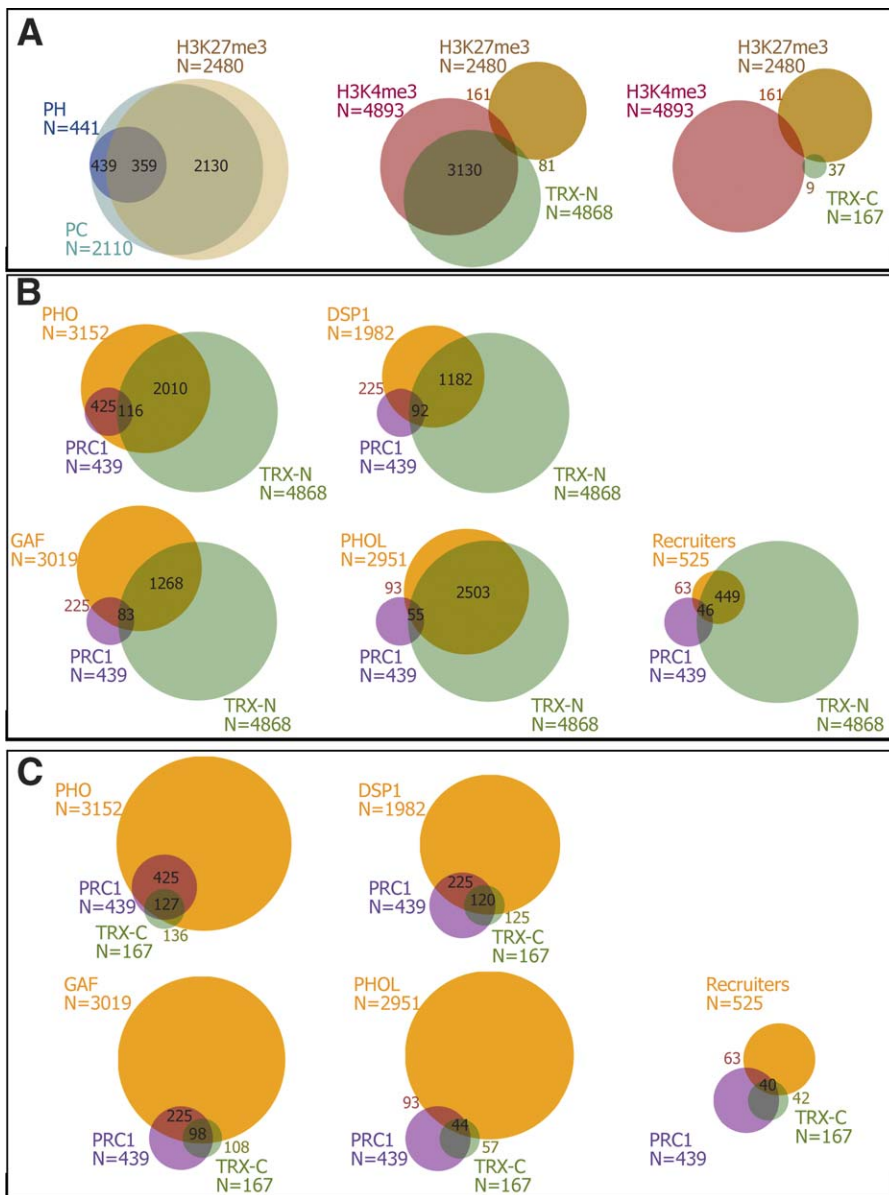 A
H3K27me3
N=2480
PH
N=441
439
359
2130
PC
N=2110
H3K27me3
N=2480
H3K4me3
N=4893
161
3130
81
TRX-N
N=4868
H3K27me3
N=2480
H3K4me3
N=4893
161
37
9
TRX-C
N=167
B
PHO
N=3152
2010
425
116
PRC1
N=439
TRX-N
N=4868
DSP1
N=1982
1182
225
92
PRC1
N=439
TRX-N
N=4868
GAF
N=3019
1268
225
83
PRC1
N=439
TRX-N
N=4868
PHOL
N=2951
93
2503
55
PRC1
N=439
TRX-N
N=4868
Recruiters
N=525
63
449
46
PRC1
N=439
TRX-N
N=4868
C
PHO
N=3152
425
PRC1
N=439
127
TRX-C
N=167
136
DSP1
N=1982
225
PRC1
N=439
120
125
TRX-C
N=167
GAF
N=3019
225
PRC1
N=439
98
108
TRX-C
N=167
PHOL
N=2951
93
44
PRC1
N=439
57
TRX-C
N=167
Recruiters
N=525
63
40
42
TRX-C
N=167
PRC1
N=439